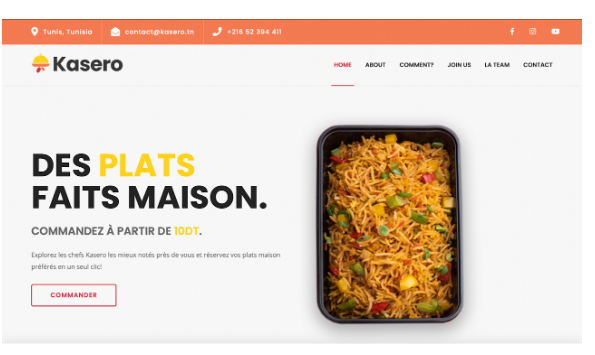 Tunis, Tunisia contact@kasero.tn +216 52 394 411
Kasero HOME ABOUT COMMENT? JOIN US LA TEAM CONTACT
DES PLATS
FAITS MAISON.
COMMANDEZ À PARTIR DE 10DT.
Explorez les chefs Kasero les mieux notés près de vous et réservez vos plats maison
préférés en un seul clic!
COMMANDER